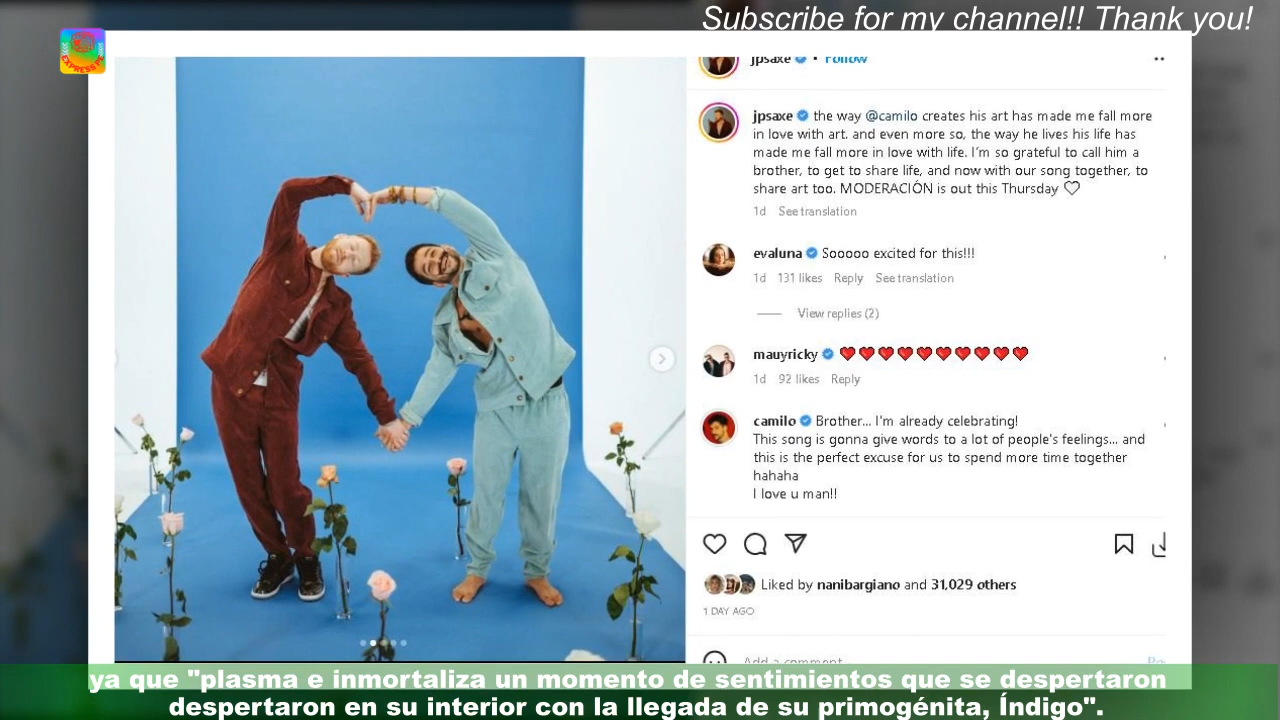 Subscribe for my channel!! Thank you!
EXPRESS PE
jpsaxe • Follow
jpsaxe the way @camilo creates his art has made me fall more
in love with art. and even more so, the way he lives his life has
made me fall more in love with life. I'm so grateful to call him a
brother, to get to share life, and now with our song together, to
share art too. MODERACIÓN is out this Thursday
1d See translation
evaluna Sooooo excited for this!!!
1d 131 likes Reply See translation
View replies (2)
mauyricky
1d 92 likes Reply
camilo Brother... I'm already celebrating!
This song is gonna give words to a lot of people's feelings... and
this is the perfect excuse for us to spend more time together
hahaha
I love u man!!
Liked by nanibargiano and 31,029 others
1 DAY AGO
Add a comment
ya que "plasma e inmortaliza un momento de sentimientos que se despertaron
despertaron en su interior con la llegada de su primogénita, Índigo".